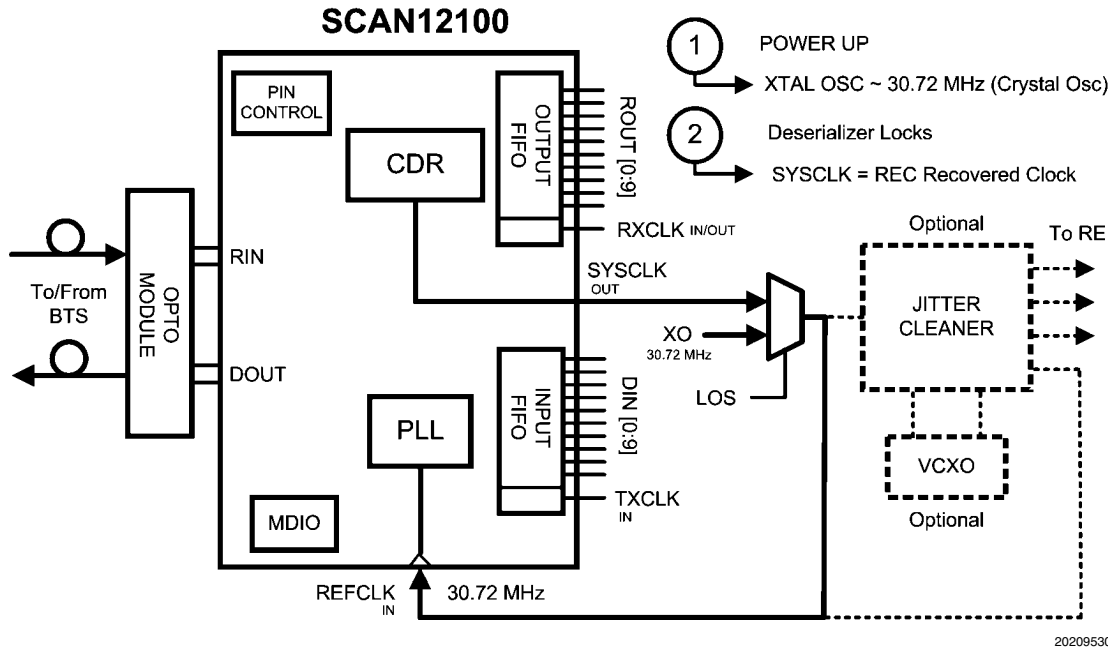 SCAN12100
1
POWER UP
XTAL OSC ~ 30.72 MHz (Crystal Osc)
2
Deserializer Locks
SYSCLK = REC Recovered Clock
PIN
CONTROL
CDR
OUTPUT
FIFO
ROUT [0:9]
RXCLK IN/OUT
SYSCLK
OUT
RIN
To/From
BTS
OPTO
MODULE
DOUT
XO
30.72 MHz
LOS
Optional
To RE
JITTER
CLEANER
VCXO
Optional
PLL
INPUT
FIFO
DIN [0:9]
TXCLK
IN
MDIO
REFCLK
IN
30.72 MHz
20209530